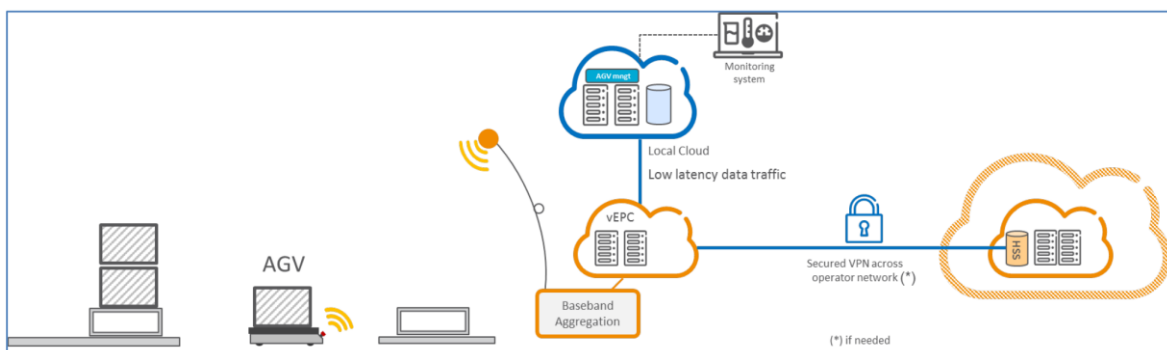 AGV mngt
Monitoring
system
Local Cloud
Low latency data traffic
vEPC
HSS
Secured VPN across
operator network (*)
AGV
Baseband
Aggregation
(*) if needed